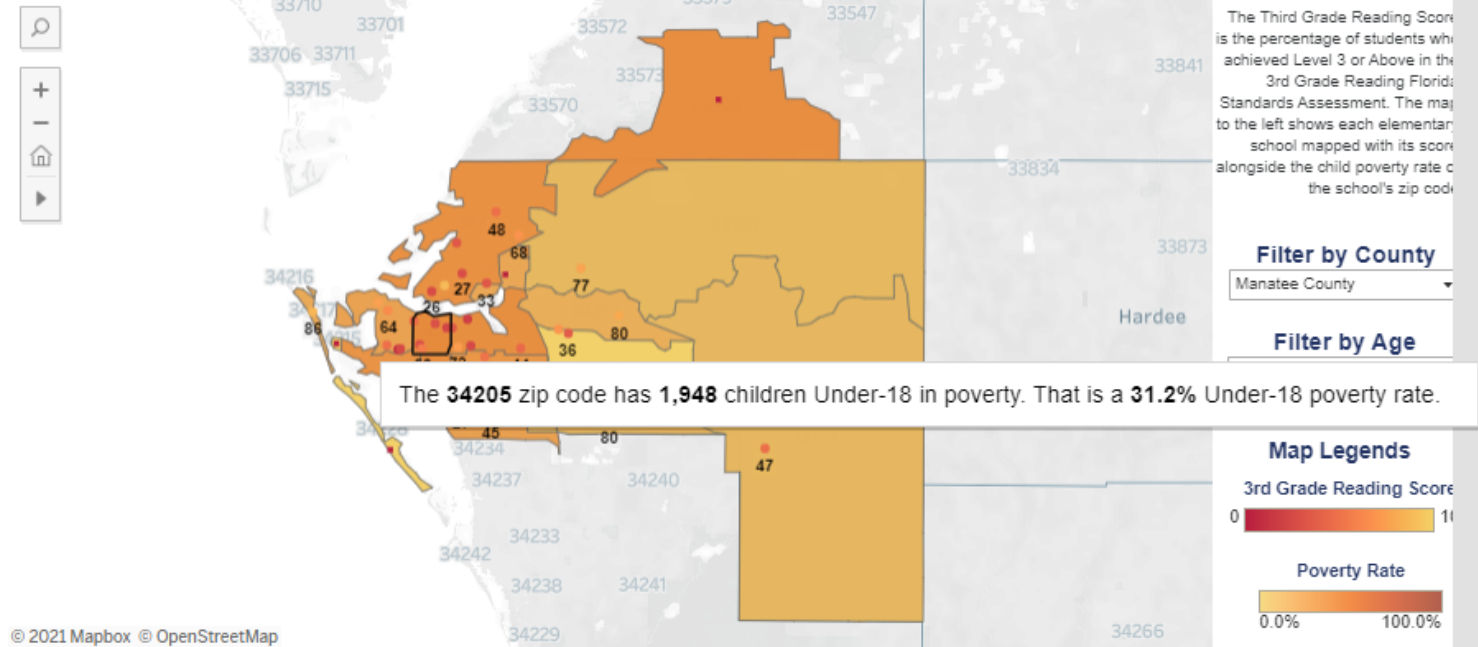 33710
33547
33701
33572
33706 33711
33573
33841
33715
33570
33834
33873
34216
48
68
77
27
26
33
86
64
80
36
Hardee
The Third Grade Reading Score
is the percentage of students
achieved Level 3 or Above in the
3rd Grade Reading
Standards Assessment. The map
to the left shows each
school mapped with its score
alongside the child poverty rate
the school's zip code
Filter by County
Manatee County
Filter by Age
The 34205 zip code has 1,948 children Under-18 in poverty. That is a 31.2% Under-18 poverty rate.
45
80
34234
47
34237
34240
34233
34242
34238
34241
34229
34266
Map Legends
3rd Grade Reading Score
0
Poverty Rate
0.0% 100.0%
© 2021 Mapbox © OpenStreetMap